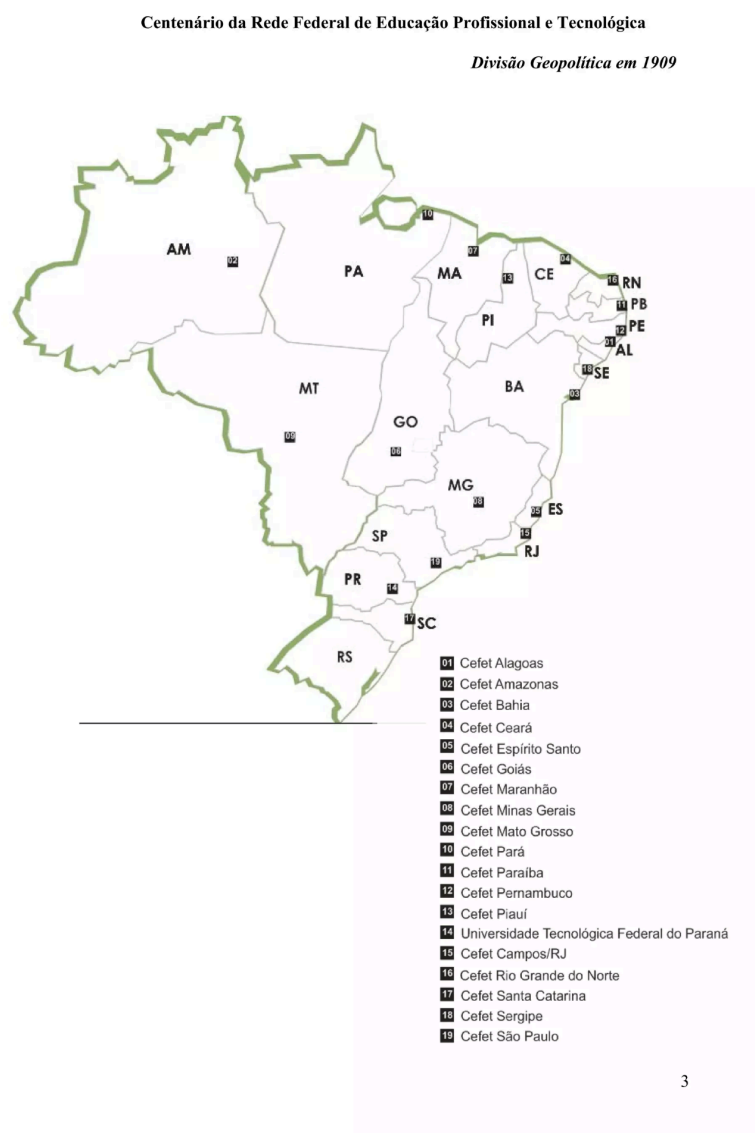 Centenário da Rede Federal de Educação Profissional e Tecnológica
Divisão Geopolítica em 1909
10
AM
02
PA
MA
07
13
CE
04
16
RN
11
PB
PI
12
PE
01
AL
18
SE
MT
BA
03
GO
09
06
MG
08
05
ES
SP
15
RJ
19
PR
14
17
SC
RS
01 Cefet Alagoas
02 Cefet Amazonas
03 Cefet Bahia
04 Cefet Ceará
05 Cefet Espírito Santo
06 Cefet Goiás
07 Cefet Maranhão
08 Cefet Minas Gerais
09 Cefet Mato Grosso
10 Cefet Pará
11 Cefet Paraíba
12 Cefet Pernambuco
13 Cefet Piauí
14 Universidade Tecnológica Federal do Paraná
15 Cefet Campos/RJ
16 Cefet Rio Grande do Norte
17 Cefet Santa Catarina
18 Cefet Sergipe
19 Cefet São Paulo
3